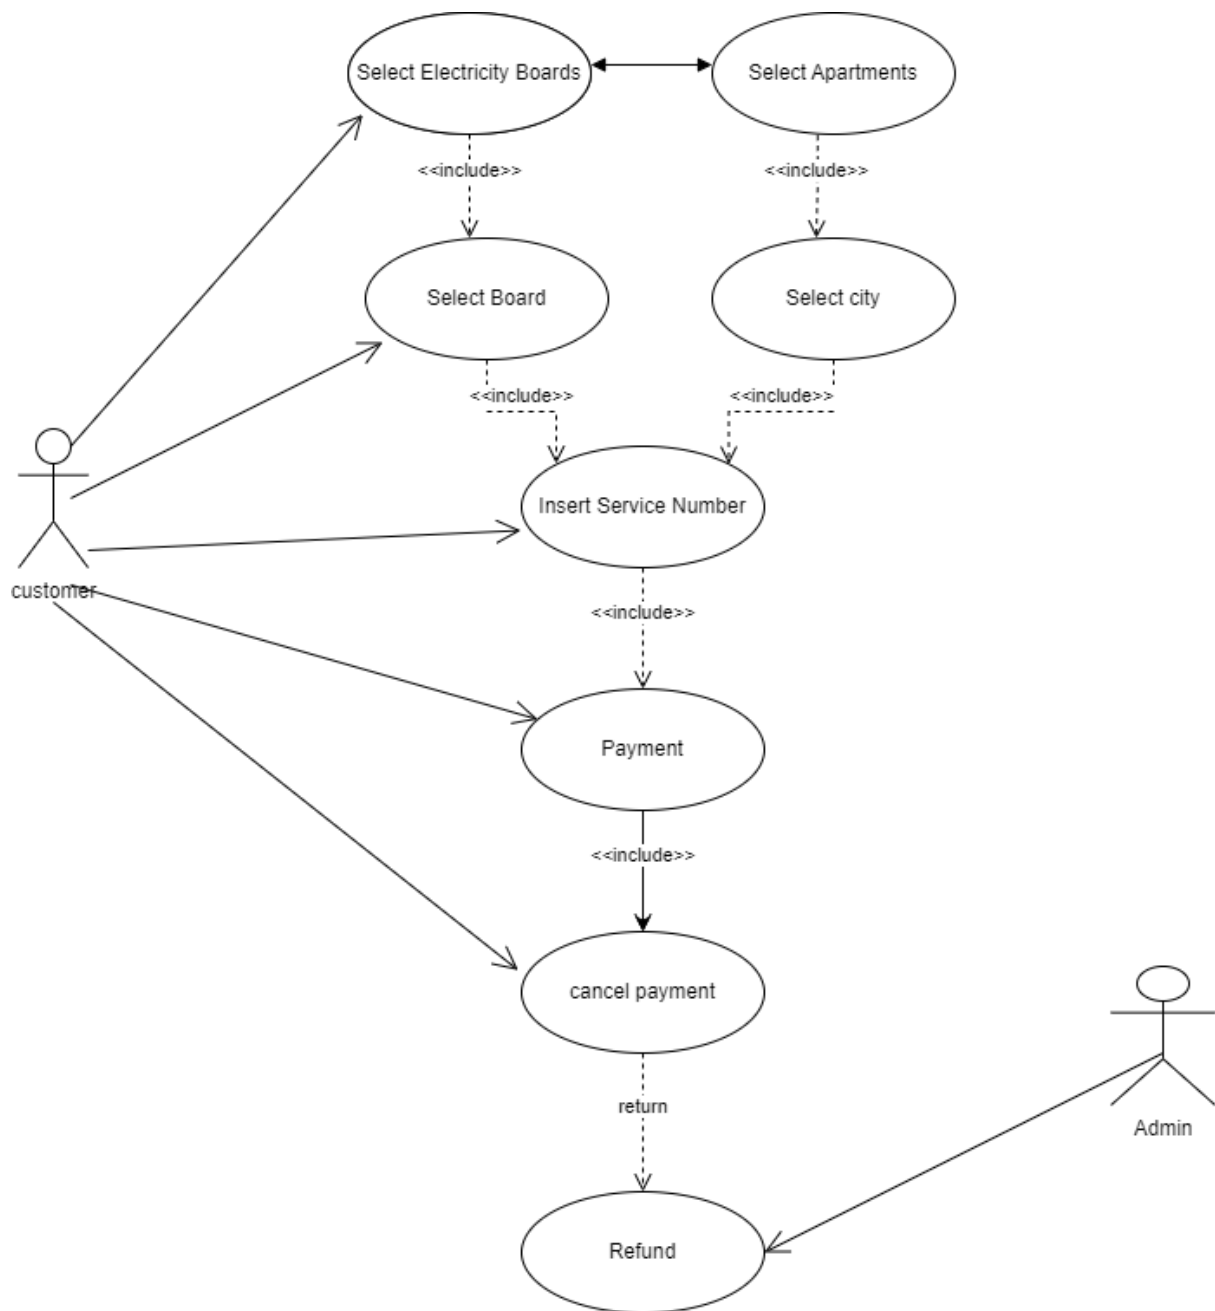 Select Electricity Boards
Select Apartments
<<include>>
<<include>>
Select Board
Select city
<<include>>
<<include>>
Insert Service Number
customer
<<include>>
Payment
<<include>>
cancel payment
return
Admin
Refund